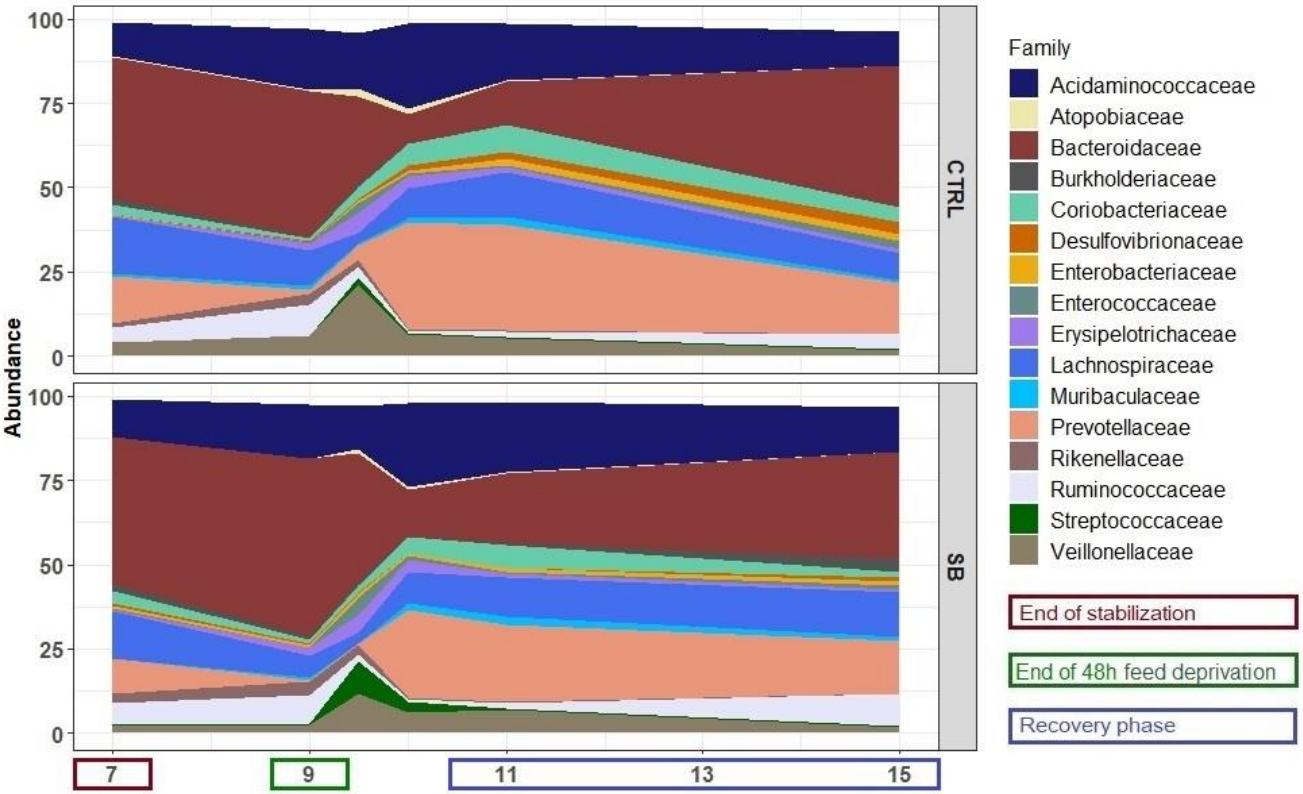 Abundance
100
75
50
25
0
CTRL
100
75
50
25
0
SB
7
9
11
13
15
Family
Acidaminococcaceae
Atopobiaceae
Bacteroidaceae
Burkholderiaceae
Coriobacteriaceae
Desulfovibrionaceae
Enterobacteriaceae
Enterococcaceae
Erysipelotrichaceae
Lachnospiraceae
Muribaculaceae
Prevotellaceae
Rikenellaceae
Ruminococcaceae
Streptococcaceae
Veillonellaceae
End of stabilization
End of 48h feed deprivation
Recovery phase